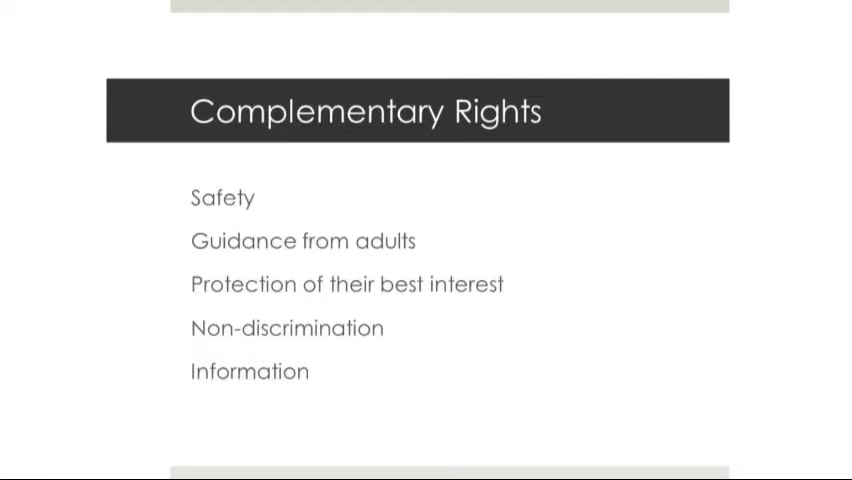 Complementary Rights
Safety
Guidance from adults
Protection of their best interest
Non-discrimination
Information